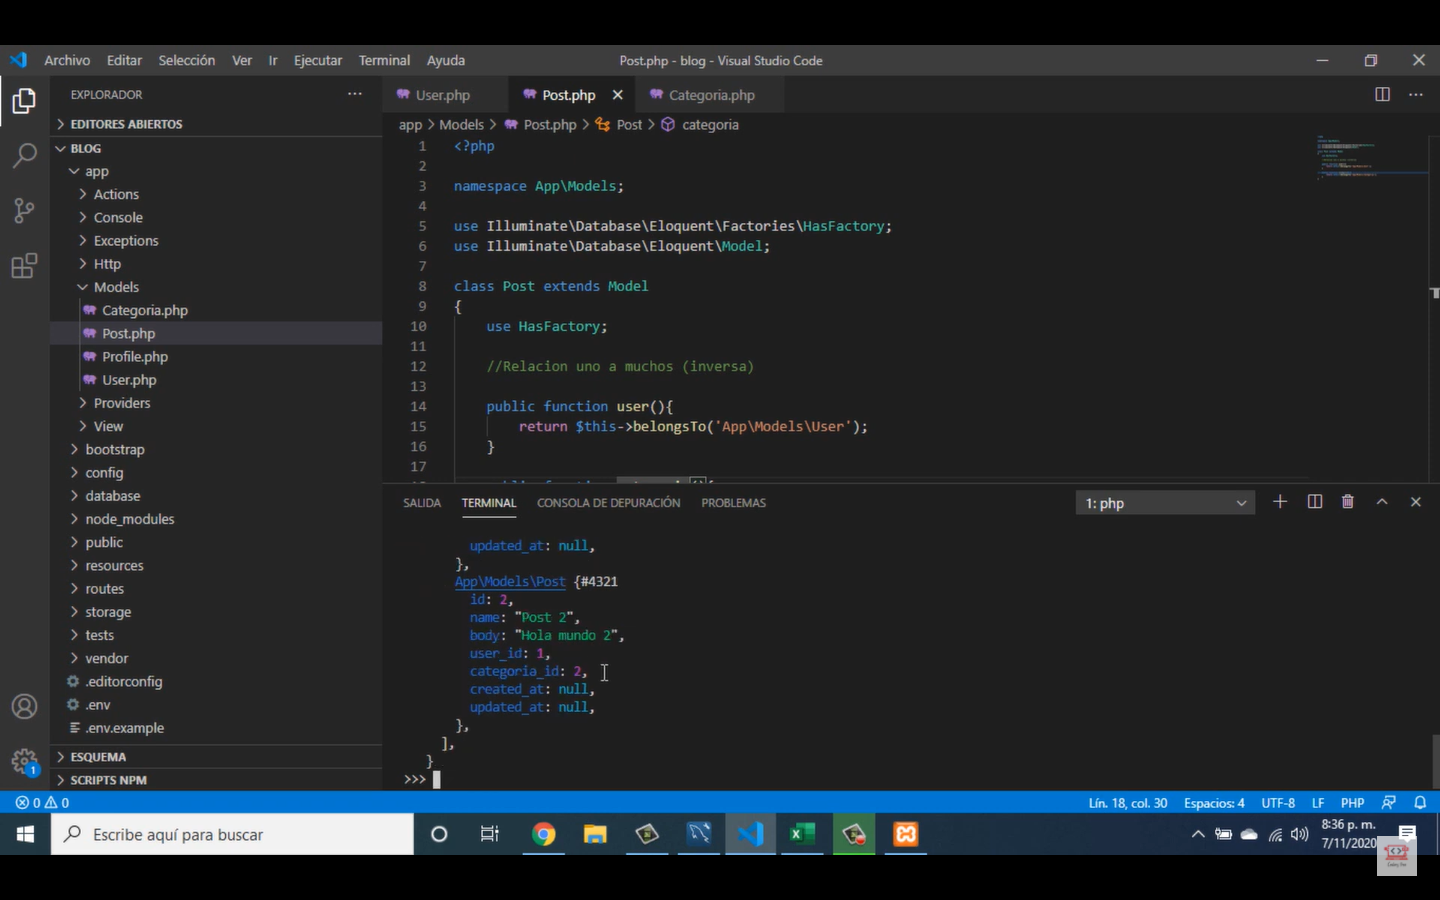 Archivo Editar Selección Ver Ir Ejecutar Terminal Ayuda
Post.php - blog - Visual Studio Code
EXPLORADOR
EDITORES ABIERTOS
BLOG
app
Actions
Console
Exceptions
Http
Models
Categoria.php
Post.php
Profile.php
User.php
Providers
View
bootstrap
config
database
node_modules
public
resources
routes
storage
tests
vendor
.editorconfig
.env
.env.example
ESQUEMA
SCRIPTS NPM
1
User.php Post.php Categoria.php
app > Models > Post.php > Post > categoria
1 <?php
2
3 namespace App\Models;
4
5 use Illuminate\Database\Eloquent\Factories\HasFactory;
6 use Illuminate\Database\Eloquent\Model;
7
8 class Post extends Model
9 {
10 use HasFactory;
11
12 //Relacion uno a muchos (inversa)
13
14 public function user(){
15 return $this->belongsTo('App\Models\User');
16 }
17
SALIDA TERMINAL CONSOLA DE DEPURACIÓN PROBLEMAS
1: php
updated_at: null,
},
App\Models\Post {#4321
id: 2,
name: "Post 2",
body: "Hola mundo 2",
user_id: 1,
categoria_id: 2,
created_at: null,
updated_at: null,
},
],
}
>>>
0 0
Lín. 18, col. 30 Espacios: 4 UTF-8 LF PHP
Escribe aquí para buscar
8:36 p. m.
7/11/2020